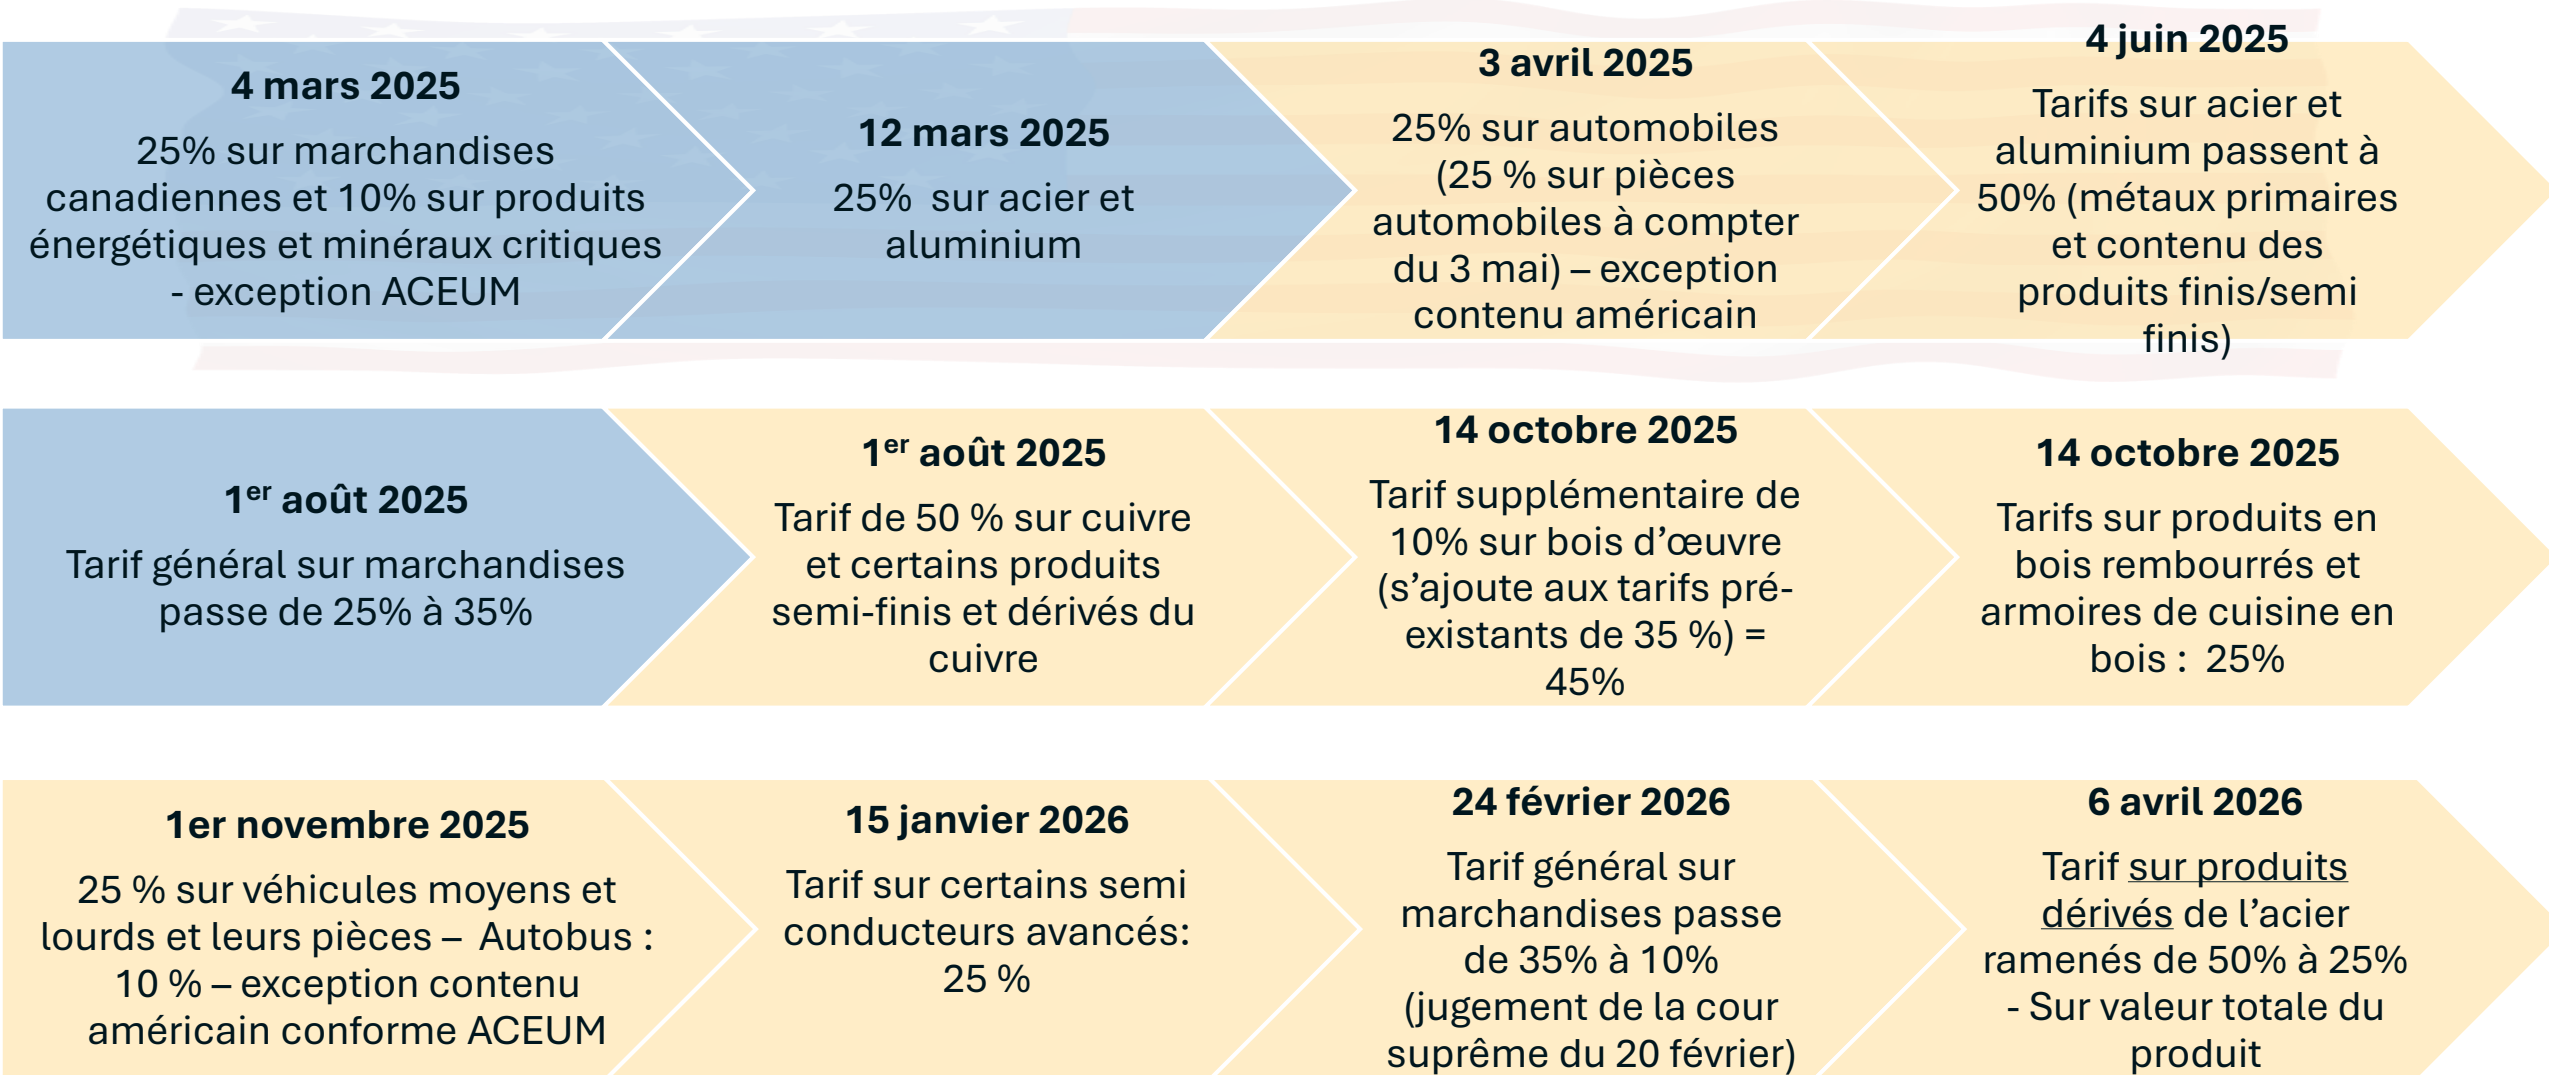 4 mars 2025
25% sur marchandises
canadiennes et 10% sur produits
énergétiques et minéraux critiques
- exception ACEUM
12 mars 2025
25%  sur acier et
aluminium
3 avril 2025
25% sur automobiles
(25 % sur pièces
automobiles à compter
du 3 mai) – exception
contenu américain
4 juin 2025
Tarifs sur acier et
aluminium passent à
50% (métaux primaires
et contenu des
produits finis/semi
finis)
1er août 2025
Tarif général sur marchandises
passe de 25% à 35%
1er août 2025
Tarif de 50 % sur cuivre
et certains produits
semi-finis et dérivés du
cuivre
14 octobre 2025
Tarif supplémentaire de
10% sur bois d’œuvre
(s’ajoute aux tarifs pré-
existants de 35 %) =
45%
14 octobre 2025
Tarifs sur produits en
bois rembourrés et
armoires de cuisine en
bois :  25%
1er novembre 2025
25 % sur véhicules moyens et
lourds et leurs pièces –  Autobus :
10 % – exception contenu
américain conforme ACEUM
15 janvier 2026
Tarif sur certains semi
conducteurs avancés:
25 %
24 février 2026
Tarif général sur
marchandises passe
de 35% à 10%
(jugement de la cour
suprême du 20 février)
6 avril 2026
Tarif sur produits
dérivés de l’acier
ramenés de 50% à 25%
- Sur valeur totale du
produit